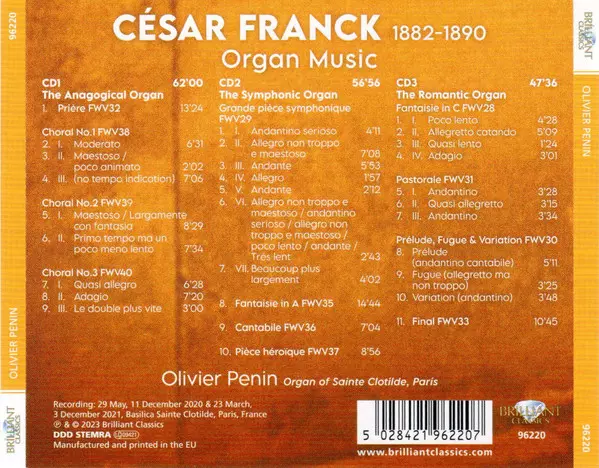 96220
OLIVIER PENIN
BRILLIANT
CLASSICS
CÉSAR FRANCK 1882-1890
Organ Music
CD1 62'00
The Anagogical Organ
1. Prière FWV32 13'24
Choral No.1 FWV38
2. I. Moderato 6'31
3. II. Maestoso /
poco animato 2'02
4. III. (no tempo indication) 7'06
Choral No.2 FWV39
5. I. Maestoso / Largamente
con fantasia 8'29
6. II. Primo tempo ma un
poco meno lento 7'34
Choral No.3 FWV40
7. I. Quasi allegro 6'28
8. II. Adagio 7'20
9. III. Le double plus vite 3'00
CD2 56'56
The Symphonic Organ
Grande pièce symphonique
FWV29
1. I. Andantino serioso 4'11
2. II. Allegro non troppo
e maestoso 7'08
3. III. Andante 5'53
4. IV. Allegro 1'57
5. V. Andante 2'12
6. VI. Allegro non troppo e
maestoso / andantino
serioso / allegro non
troppo e maestoso /
poco lento / andante /
Très lent 2'43
7. VII. Beaucoup plus
largement 4'02
8. Fantasie in A FWV35 14'44
9. Cantabile FWV36 7'04
10. Pièce héroïque FWV37 8'56
CD3 47'36
The Romantic Organ
Fantasie in C FWV28
1. I. Poco lento 4'28
2. II. Allegretto catando 5'09
3. III. Quasi lento 1'24
4. IV. Adagio 3'01
Pastorale FWV31
5. I. Andantino 3'28
6. II. Quasi allegretto 3'15
7. III. Andantino 3'34
Prélude, Fugue & Variation FWV30
8. Prélude
(andantino cantabile) 5'11
9. Fugue (allegretto ma
non troppo) 3'25
10. Variation (andantino) 3'48
11. Final FWV33 10'45
Olivier Penin Organ of Sainte Clotilde, Paris
Recording: 29 May, 11 December 2020 & 23 March,
3 December 2021, Basilica Sainte Clotilde, Paris, France
℗ & © 2023 Brilliant Classics
DDD STEMRA
Manufactured and printed in the EU
5 028421 962207
www.brilliantclassics.com
BRILLIANT
CLASSICS
96220
BRILLIANT
CLASSICS
OLIVIER PENIN
96220